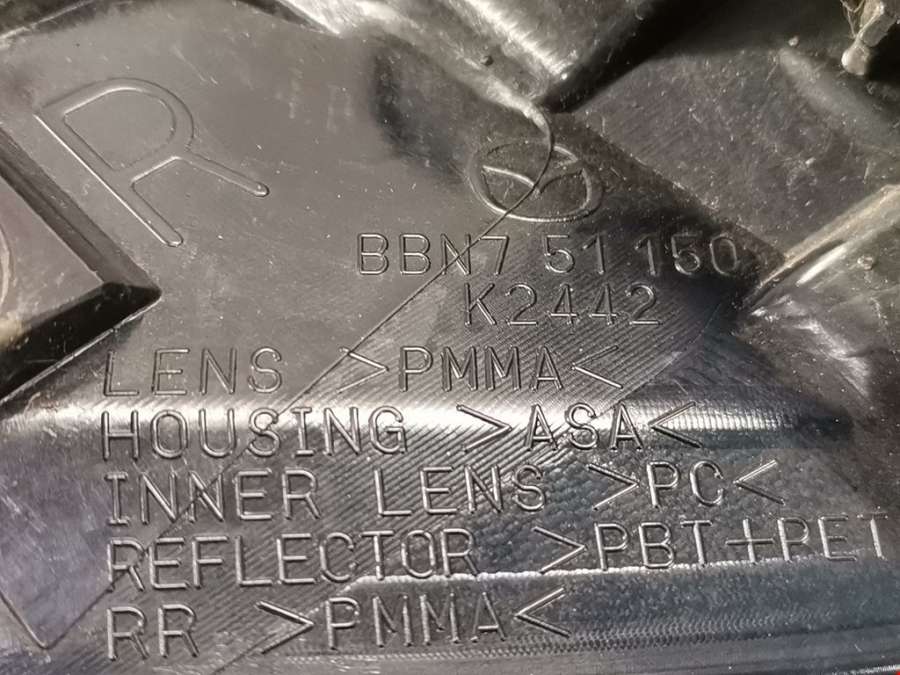 R
BBN7 51 150
K2442
LENS >PMMA<
HOUSING >ASA<
INNER LENS >PC<
REFLECTOR >PBT+PET
RR >PMMA<